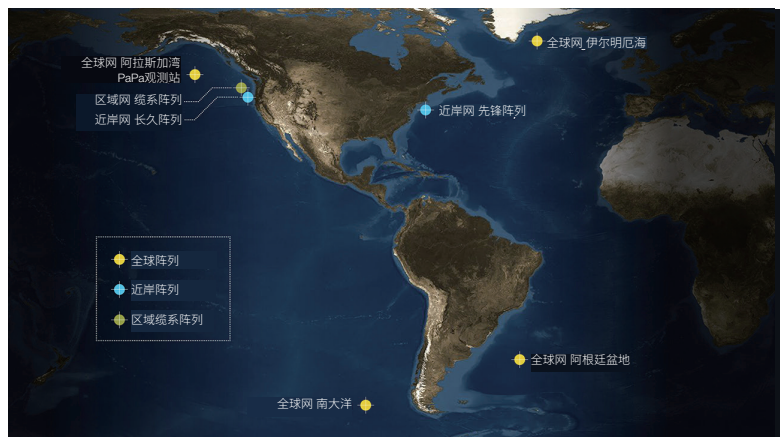 全球网 伊尔明厄海
全球网 阿拉斯加湾
PaPa观测站
区域网 缆系阵列
近岸网 长久阵列
近岸网 先锋阵列
全球阵列
近岸阵列
区域缆系阵列
全球网 阿根廷盆地
全球网 南大洋